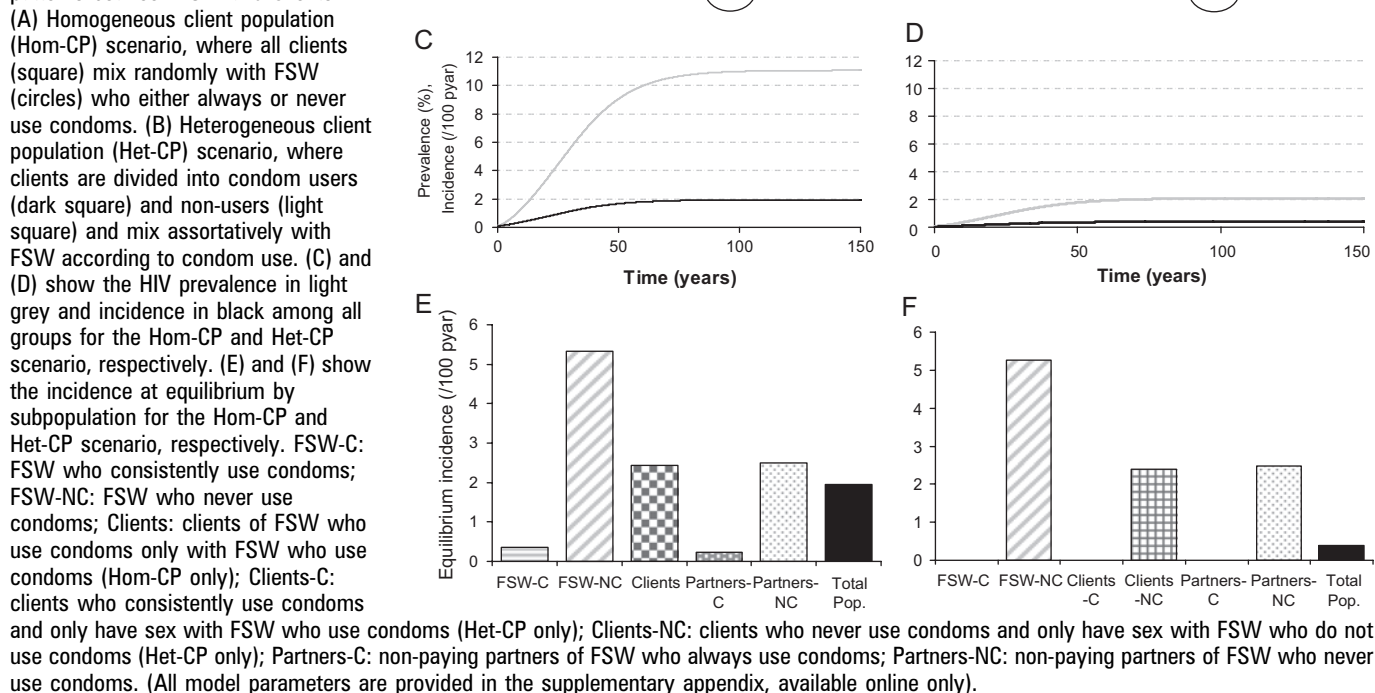 (A) Homogeneous client population
(Hom-CP) scenario, where all clients
(square) mix randomly with FSW
(circles) who either always or never
use condoms. (B) Heterogeneous client
population (Het-CP) scenario, where
clients are divided into condom users
(dark square) and non-users (light
square) and mix assortatively with
FSW according to condom use. (C) and
(D) show the HIV prevalence in light
grey and incidence in black among all
groups for the Hom-CP and Het-CP
scenario, respectively. (E) and (F) show
the incidence at equilibrium by
subpopulation for the Hom-CP and
Het-CP scenario, respectively. FSW-C:
FSW who consistently use condoms;
FSW-NC: FSW who never use
condoms; Clients: clients of FSW who
use condoms only with FSW who use
condoms (Hom-CP only); Clients-C:
clients who consistently use condoms
and only have sex with FSW who use condoms (Het-CP only); Clients-NC: clients who never use condoms and only have sex with FSW who do not
use condoms (Het-CP only); Partners-C: non-paying partners of FSW who always use condoms; Partners-NC: non-paying partners of FSW who never
use condoms. (All model parameters are provided in the supplementary appendix, available online only).
C
Prevalence (%),
Incidence (/100 pyar)
12
10
8
6
4
2
0
0 50 100 150
Time (years)
D
12
10
8
6
4
2
0
0 50 100 150
Time (years)
E
Equilibrium incidence (/100 pyar)
6
5
4
3
2
1
0
FSW-C FSW-NC Clients Partners- Partners- Total
C NC Pop.
F
6
5
4
3
2
1
0
FSW-C FSW-NC Clients Clients Partners- Partners- Total
-C -NC C NC Pop.